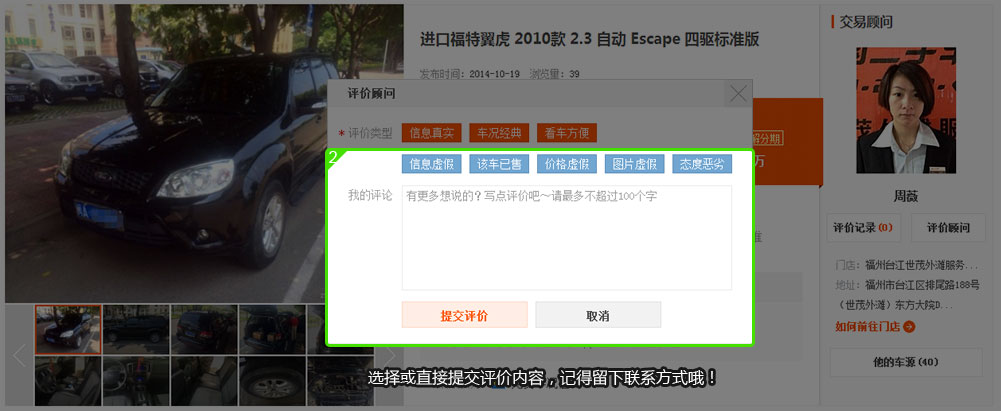 进口福特翼虎 2010款 2.3 自动 Escape 四驱标准版
发布时间：2014-10-19 浏览量：39
评价顾问
* 评价类型 信息真实 车况经典 看车方便
2
信息虚假 该车已售 价格虚假 图片虚假 态度恶劣
我的评论
有更多想说的？写点评价吧～请最多不超过100个字
提交评价 取消
选择或直接提交评价内容，记得留下联系方式哦！
解分期
万
准
交易顾问
周薇
评价记录(0) 评价顾问
门店：福州台江世茂外滩服务...
地址：福州市台江区排尾路188号
（世茂外滩）东方大院D...
如何前往门店
他的车源(40)